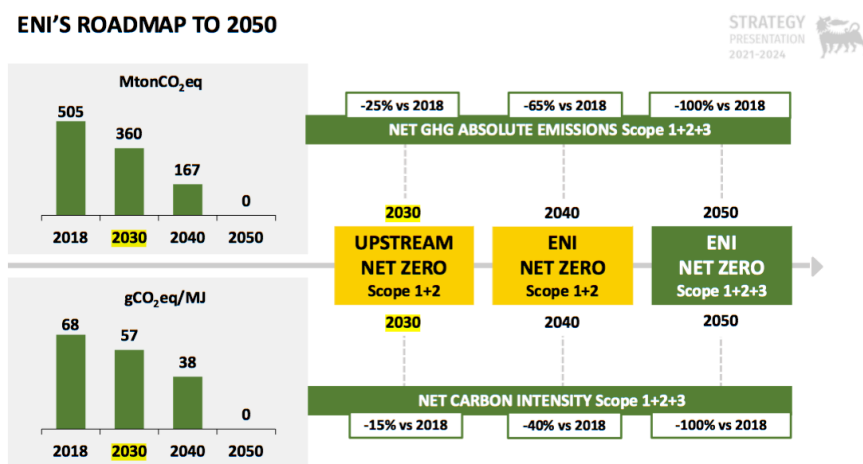 ENI'S ROADMAP TO 2050
STRATEGY
PRESENTATION
2021-2024
MtonCO₂eq
505
360
167
0
2018 2030 2040 2050
-25% vs 2018 -65% vs 2018 -100% vs 2018
NET GHG ABSOLUTE EMISSIONS Scope 1+2+3
2030 2040 2050
UPSTREAM
NET ZERO
Scope 1+2
ENI
NET ZERO
Scope 1+2
ENI
NET ZERO
Scope 1+2+3
2030 2040 2050
gCO₂eq/MJ
68
57
38
0
2018 2030 2040 2050
NET CARBON INTENSITY Scope 1+2+3
-15% vs 2018 -40% vs 2018 -100% vs 2018